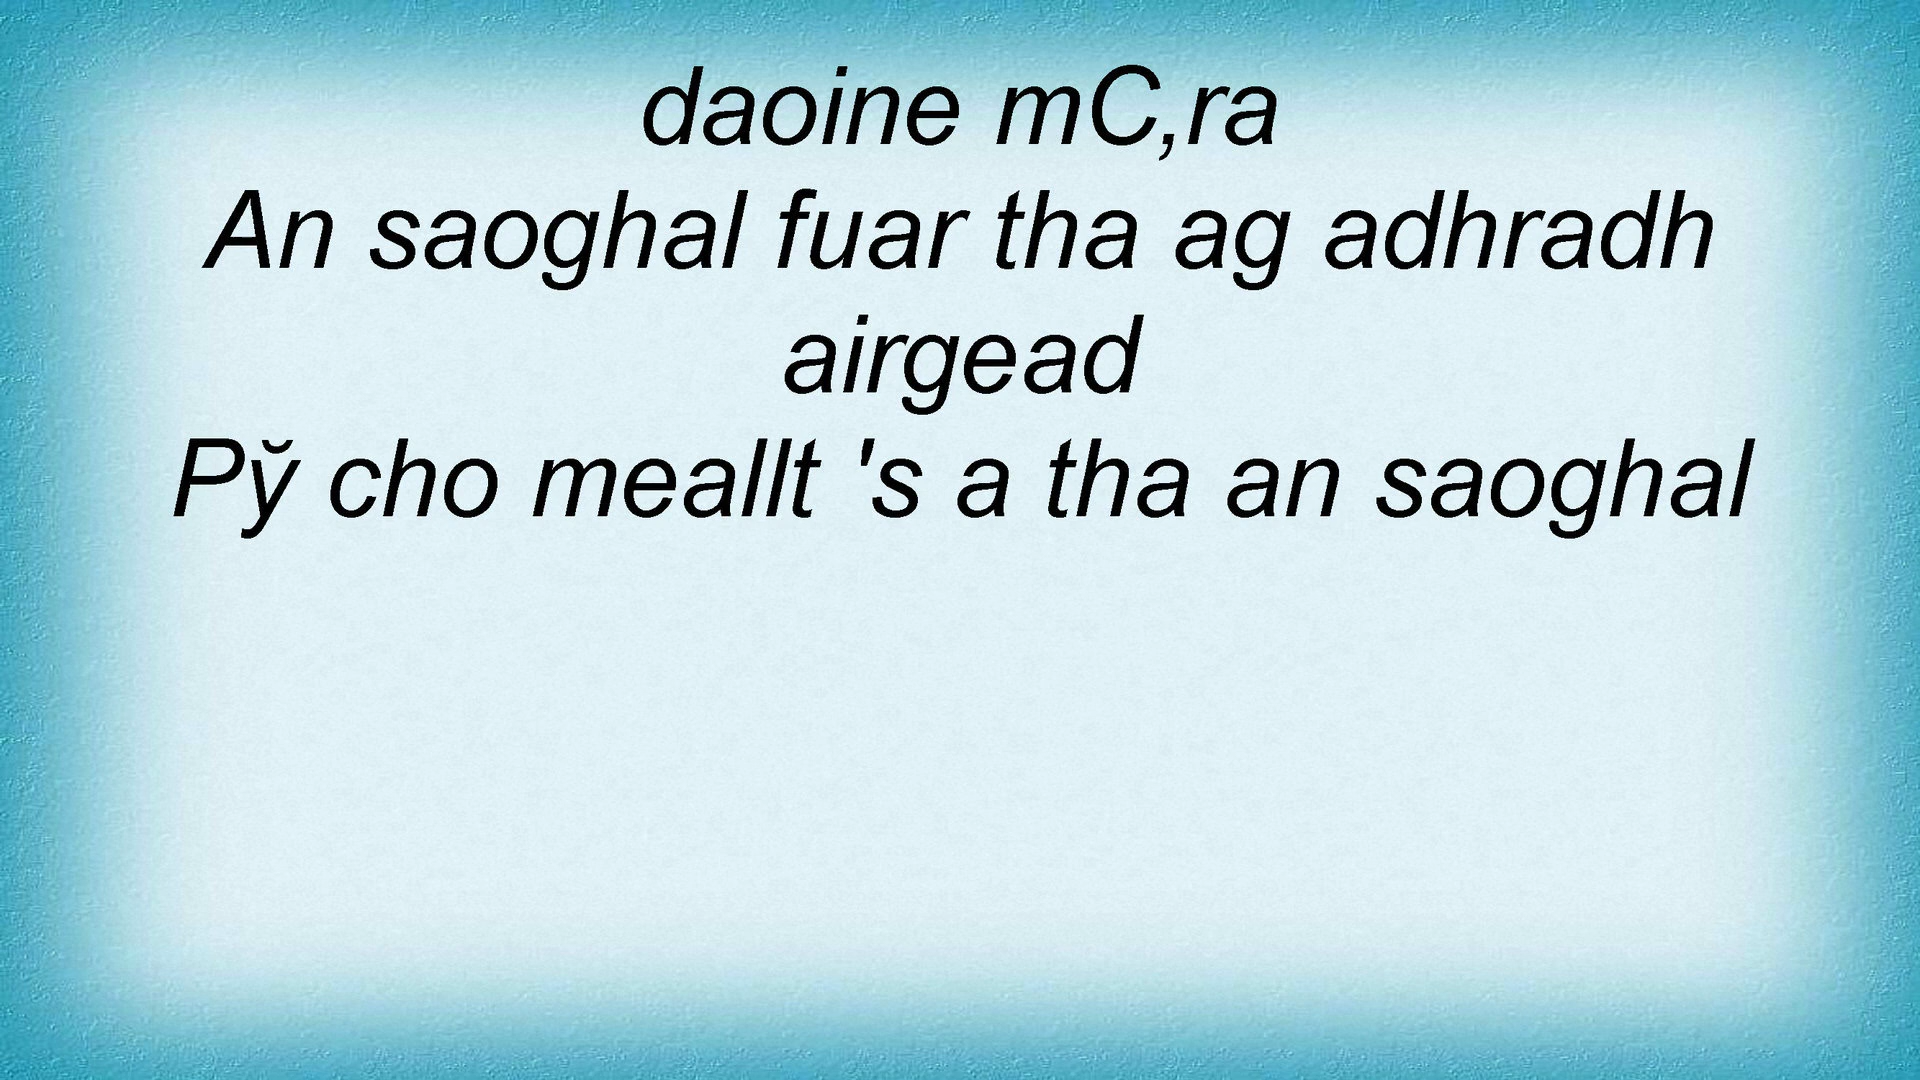 daoine mC,ra
An saoghal fuar tha ag adhradh
airgead
Pў cho meallt 's a tha an saoghal